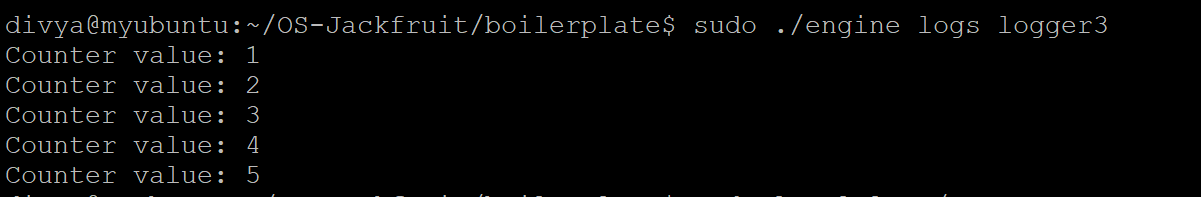 divya@myubuntu:~/OS-Jackfruit/boilerplate$ sudo ./engine logs logger3
Counter value: 1
Counter value: 2
Counter value: 3
Counter value: 4
Counter value: 5